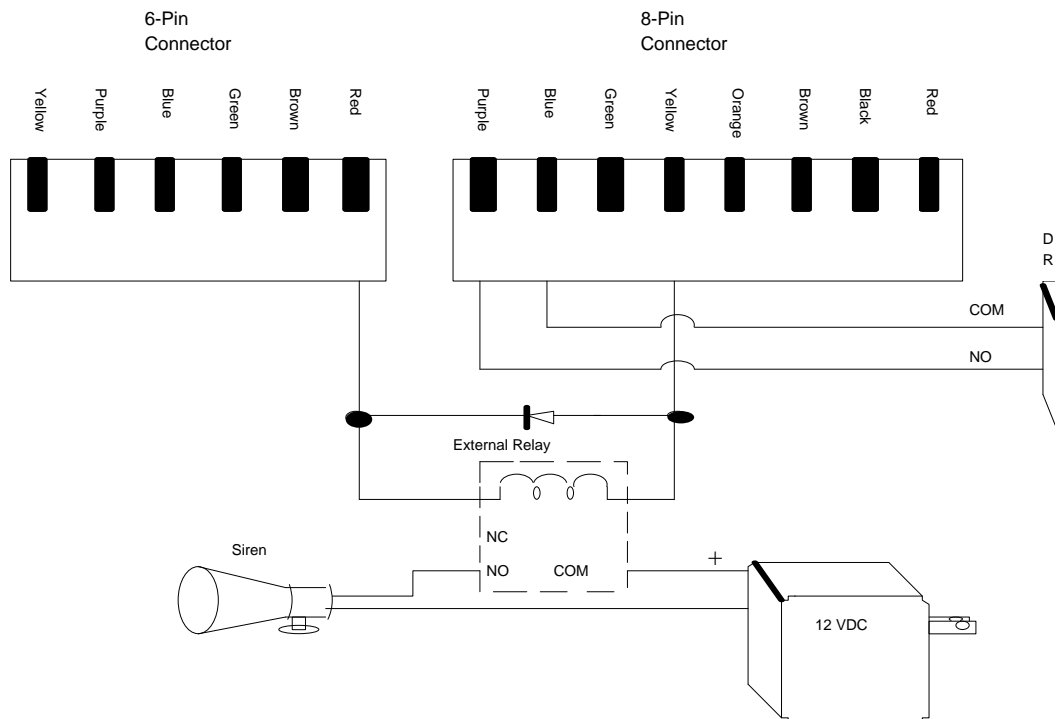 6-Pin
Connector
8-Pin
Connector
Yellow
Purple
Blue
Green
Brown
Red
Purple
Blue
Green
Yellow
Orange
Brown
Black
Red
D
R
COM
NO
External Relay
NC
NO COM
+
Siren
12 VDC